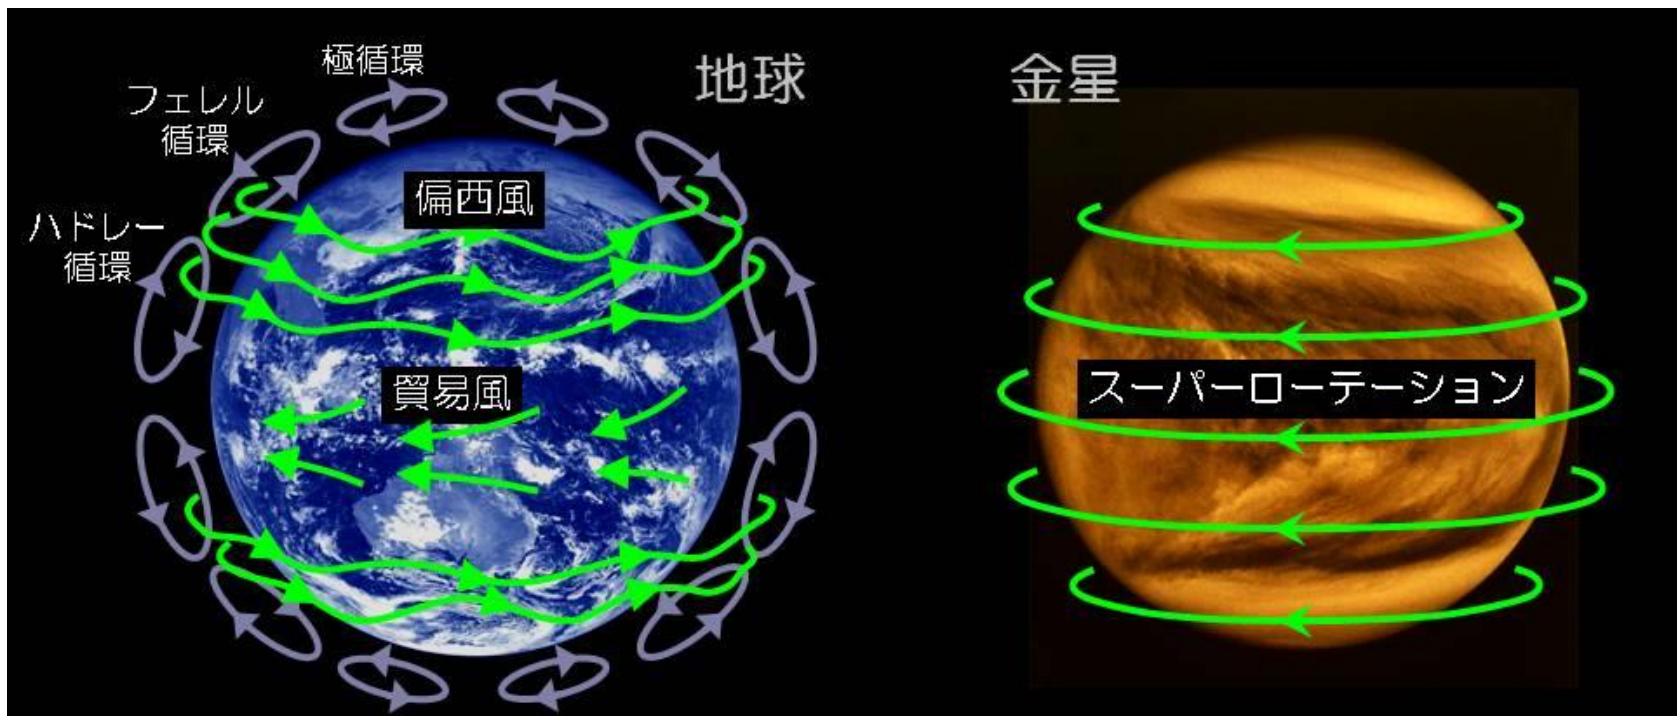 極循環
地球
金星
フェレル
循環
偏西風
ハドレー
循環
貿易風
スーパーローテーション